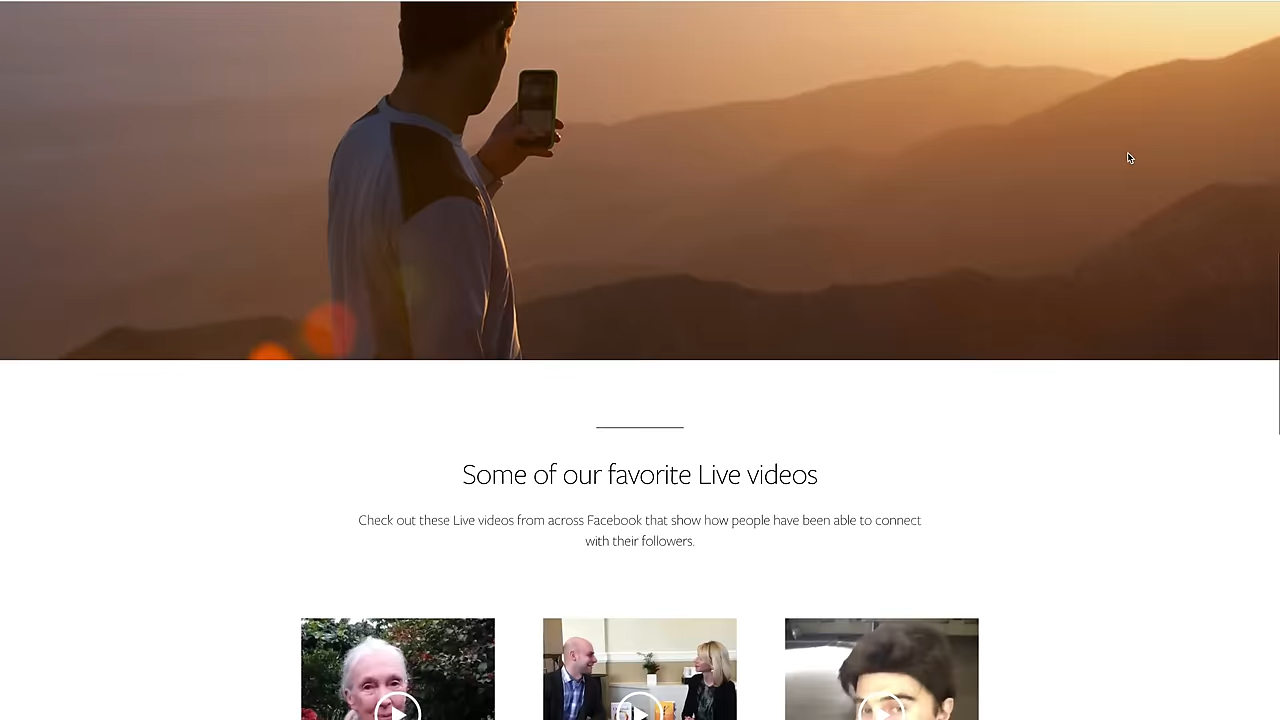 Some of our favorite Live videos
Check out these Live videos from across Facebook that show how people have been able to connect
with their followers.